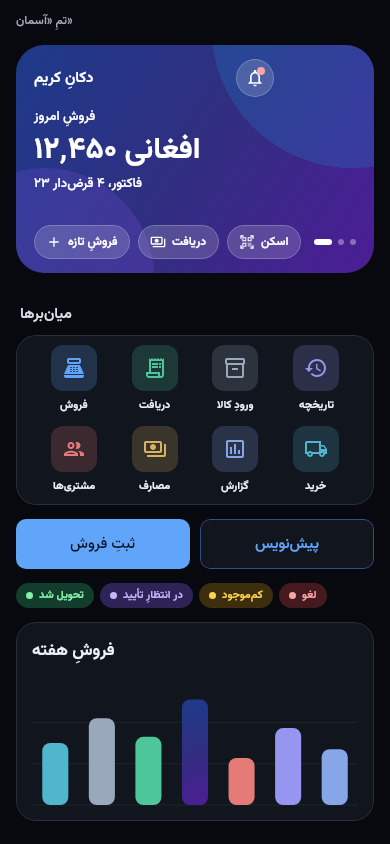 تمِ «آسمان»
دکانِ کریم
فروشِ امروز
۱۲,۴۵۰ افغانی
۲۳ فاکتور، ۴ قرض‌دار
فروشِ تازه
دریافت
اسکن
میان‌برها
فروش
دریافت
ورودِ کالا
تاریخچه
مشتری‌ها
مصارف
گزارش
خرید
ثبتِ فروش
پیش‌نویس
تحویل شد
در انتظارِ تأیید
کم‌موجود
لغو
فروشِ هفته